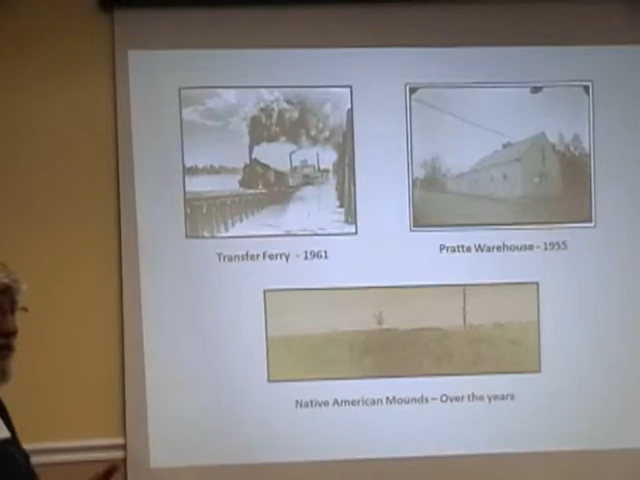 Transfer Ferry - 1961
Pratte Warehouse - 1955
Native American Mounds – Over the years